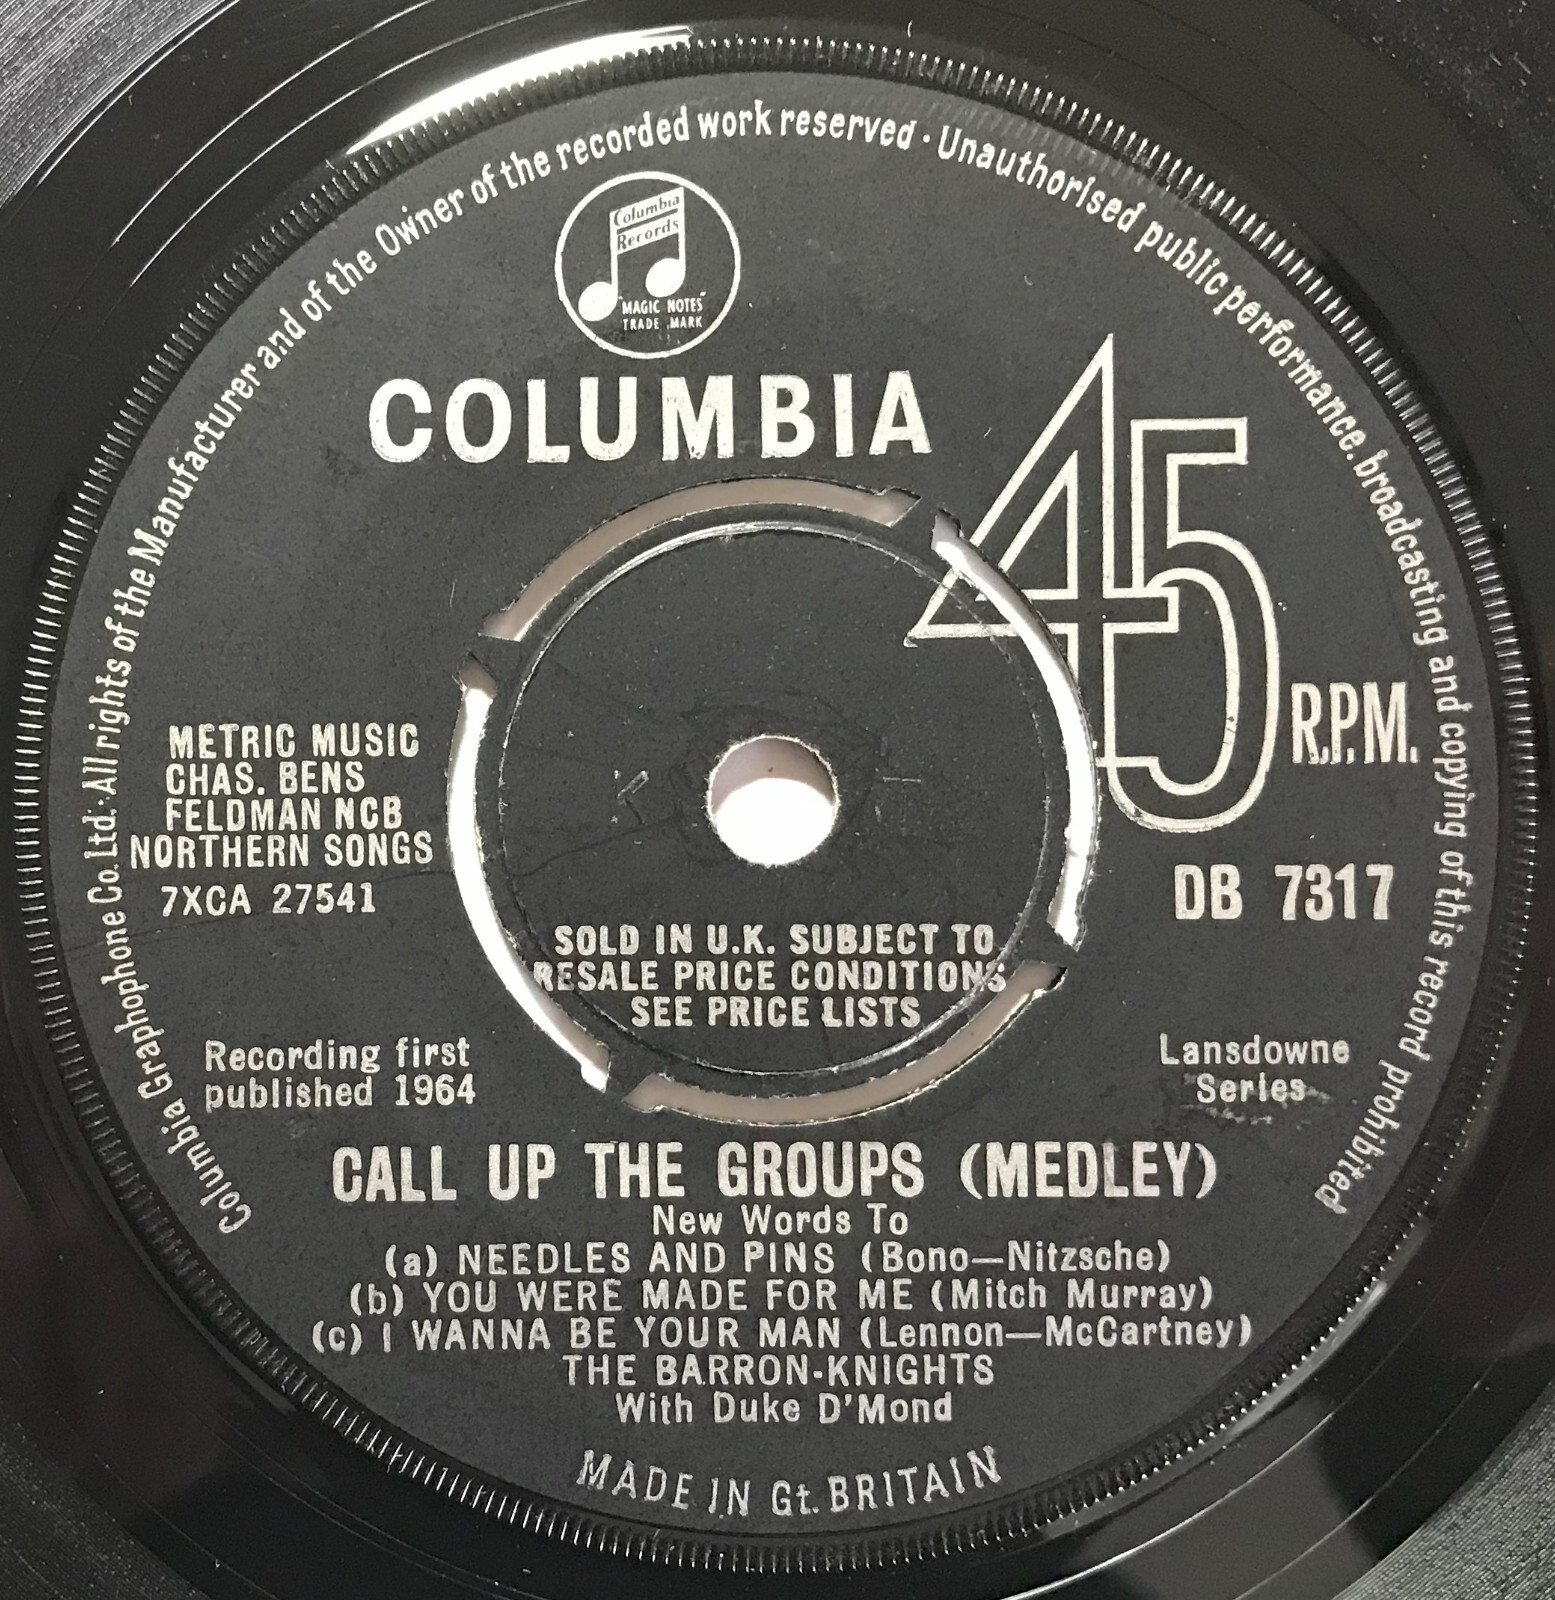 Columbia Graphophone Co. Ltd. All rights of the Manufacturer and of the Owner of the recorded work reserved · Unauthorised public performance. broadcasting and copying of this record prohibited
Columbia
Records
"MAGIC NOTES"
TRADE MARK
COLUMBIA
45
R.P.M.
METRIC MUSIC
CHAS. BENS
FELDMAN NCB
NORTHERN SONGS
7XCA 27541
DB 7317
SOLD IN U.K. SUBJECT TO
RESALE PRICE CONDITIONS
SEE PRICE LISTS
Recording first
published 1964
Lansdowne
Series
CALL UP THE GROUPS (MEDLEY)
New Words To
(a) NEEDLES AND PINS (Bono—Nitzsche)
(b) YOU WERE MADE FOR ME (Mitch Murray)
(c) I WANNA BE YOUR MAN (Lennon—McCartney)
THE BARRON-KNIGHTS
With Duke D'Mond
MADE IN Gt. BRITAIN